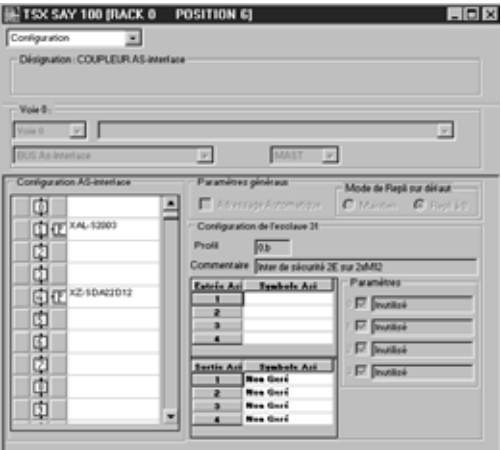 TSX SAY 100 [RACK 0 POSITION 6]
Configuration
Désignation : COUPLEUR AS-interface
Voie 0 :
Voie 0
BUS As-Interface MAST
Configuration AS-interface
Paramètres généraux
Adressage Automatique
Mode de Repli sur défaut
Maintien Repli à 0
Configuration de l'esclave 31
Profil 0.b
Commentaire Inter de sécurité 2E sur 2xM12
XAL-S2003
XZ-SDA22D12
Entrée Asi Symbole Asi
1
2
3
4
Sortie Asi Symbole Asi
1 Non Géré
2 Non Géré
3 Non Géré
4 Non Géré
Paramètres
Inutilisé
Inutilisé
Inutilisé
Inutilisé